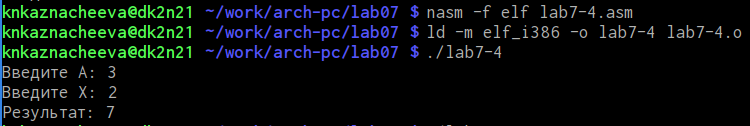 knkaznacheeva@dk2n21 ~/work/arch-pc/lab07 $ nasm -f elf lab7-4.asm
knkaznacheeva@dk2n21 ~/work/arch-pc/lab07 $ ld -m elf_i386 -o lab7-4 lab7-4.o
knkaznacheeva@dk2n21 ~/work/arch-pc/lab07 $ ./lab7-4
Введите A: 3
Введите X: 2
Результат: 7